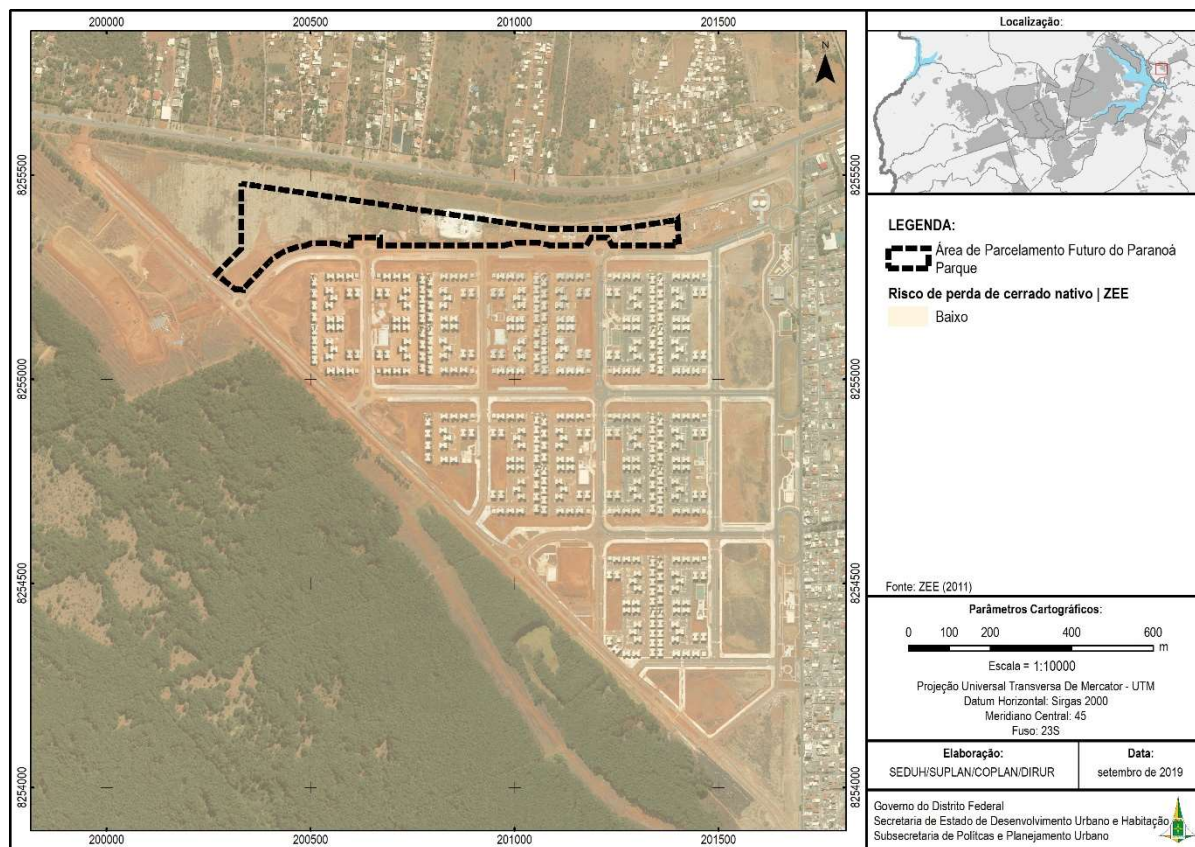 200000
200500
201000
201500
8255500
8255000
8254500
8254000
8255500
8255000
8254500
8254000
200000
200500
201000
201500
N
Localização:
LEGENDA:
Área de Parcelamento Futuro do Paranoá
Parque
Risco de perda de cerrado nativo | ZEE
Baixo
Fonte: ZEE (2011)
Parâmetros Cartográficos:
0 100 200 400 600
m
Escala = 1:10000
Projeção Universal Transversa De Mercator - UTM
Datum Horizontal: Sirgas 2000
Meridiano Central: 45
Fuso: 23S
Elaboração:
SEDUH/SUPLAN/COPLAN/DIRUR
Data:
setembro de 2019
Governo do Distrito Federal
Secretaria de Estado de Desenvolvimento Urbano e Habitação
Subsecretaria de Polítcas e Planejamento Urbano